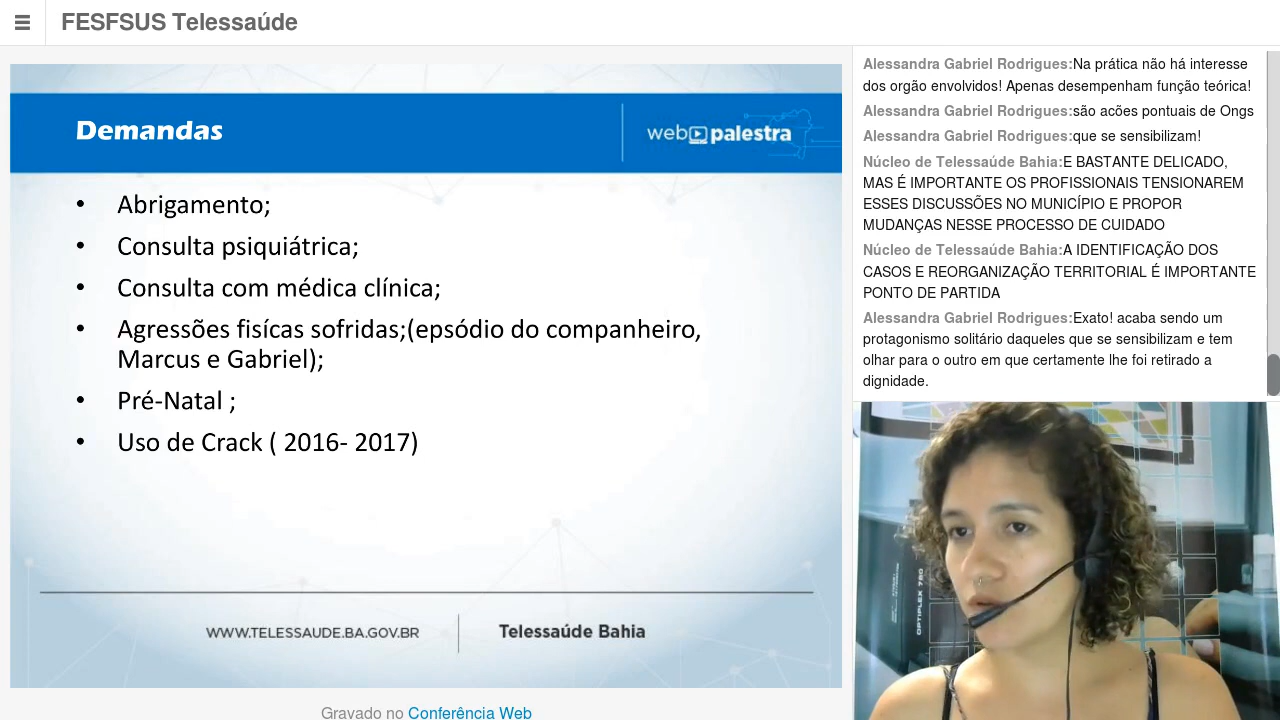 FESFSUS Telessaúde
Demandas
web palestra
• Abrigamento;
• Consulta psiquiátrica;
• Consulta com médica clínica;
• Agressões fisícas sofridas;(epsódio do companheiro,
Marcus e Gabriel);
• Pré-Natal ;
• Uso de Crack ( 2016- 2017)
WWW.TELESSAUDE.BA.GOV.BR
Telessaúde Bahia
Gravado no Conferência Web
Alessandra Gabriel Rodrigues:Na prática não há interesse
dos orgão envolvidos! Apenas desempenham função teórica!
Alessandra Gabriel Rodrigues:são acões pontuais de Ongs
Alessandra Gabriel Rodrigues:que se sensibilizam!
Núcleo de Telessaúde Bahia:E BASTANTE DELICADO,
MAS É IMPORTANTE OS PROFISSIONAIS TENSIONAREM
ESSES DISCUSSÕES NO MUNICÍPIO E PROPOR
MUDANÇAS NESSE PROCESSO DE CUIDADO
Núcleo de Telessaúde Bahia:A IDENTIFICAÇÃO DOS
CASOS E REORGANIZAÇÃO TERRITORIAL É IMPORTANTE
PONTO DE PARTIDA
Alessandra Gabriel Rodrigues:Exato! acaba sendo um
protagonismo solitário daqueles que se sensibilizam e tem
olhar para o outro em que certamente lhe foi retirado a
dignidade.
OPTIPLEX 780